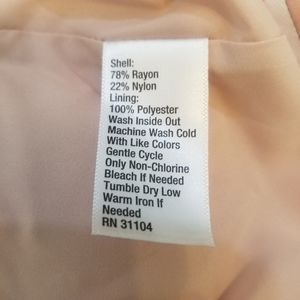 Shell:
78% Rayon
22% Nylon
Lining:
100% Polyester
Wash Inside Out
Machine Wash Cold
With Like Colors
Gentle Cycle
Only Non-Chlorine
Bleach If Needed
Tumble Dry Low
Warm Iron If
Needed
RN 31104